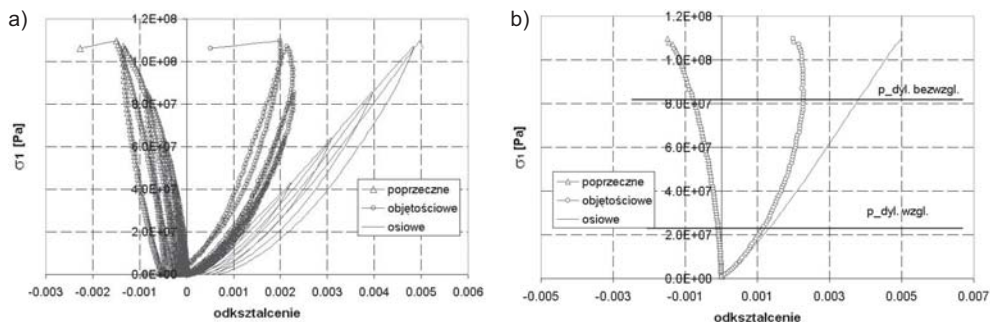 a)
1.2E+08
1.0E+08
8.0E+07
6.0E+07
4.0E+07
2.0E+07
0.0E+00
σ1 [Pa]
poprzeczne
objętościowe
osiowe
-0.003 -0.002 -0.001 0 0.001 0.002 0.003 0.004 0.005 0.006
odkształcenie
b)
1.2E+08
1.0E+08
8.0E+07
6.0E+07
4.0E+07
2.0E+07
0.0E+00
σ1 [Pa]
p_dyl. bezwzgl.
poprzeczne
objętościowe
osiowe
p_dyl. wzgl.
-0.005 -0.003 -0.001 0.001 0.003 0.005 0.007
odkształcenie